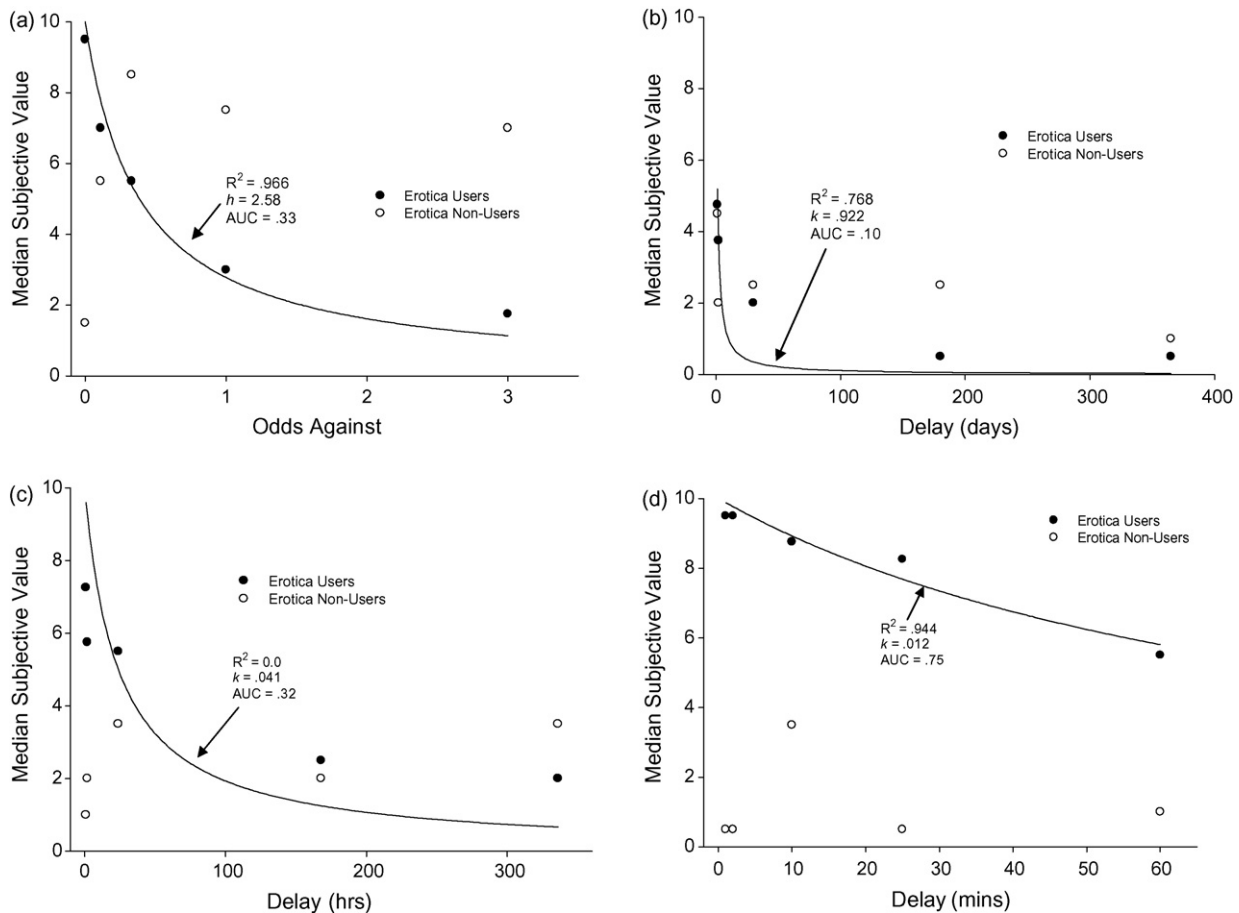 (a)
10
8
6
4
2
0
Median Subjective Value
R² = .966
h = 2.58
AUC = .33
Erotica Users
Erotica Non-Users
0 1 2 3
Odds Against
(b)
10
8
6
4
2
0
Median Subjective Value
Erotica Users
Erotica Non-Users
R² = .768
k = .922
AUC = .10
0 100 200 300 400
Delay (days)
(c)
10
8
6
4
2
0
Median Subjective Value
Erotica Users
Erotica Non-Users
R² = 0.0
k = .041
AUC = .32
0 100 200 300
Delay (hrs)
(d)
10
8
6
4
2
0
Median Subjective Value
Erotica Users
Erotica Non-Users
R² = .944
k = .012
AUC = .75
0 10 20 30 40 50 60
Delay (mins)